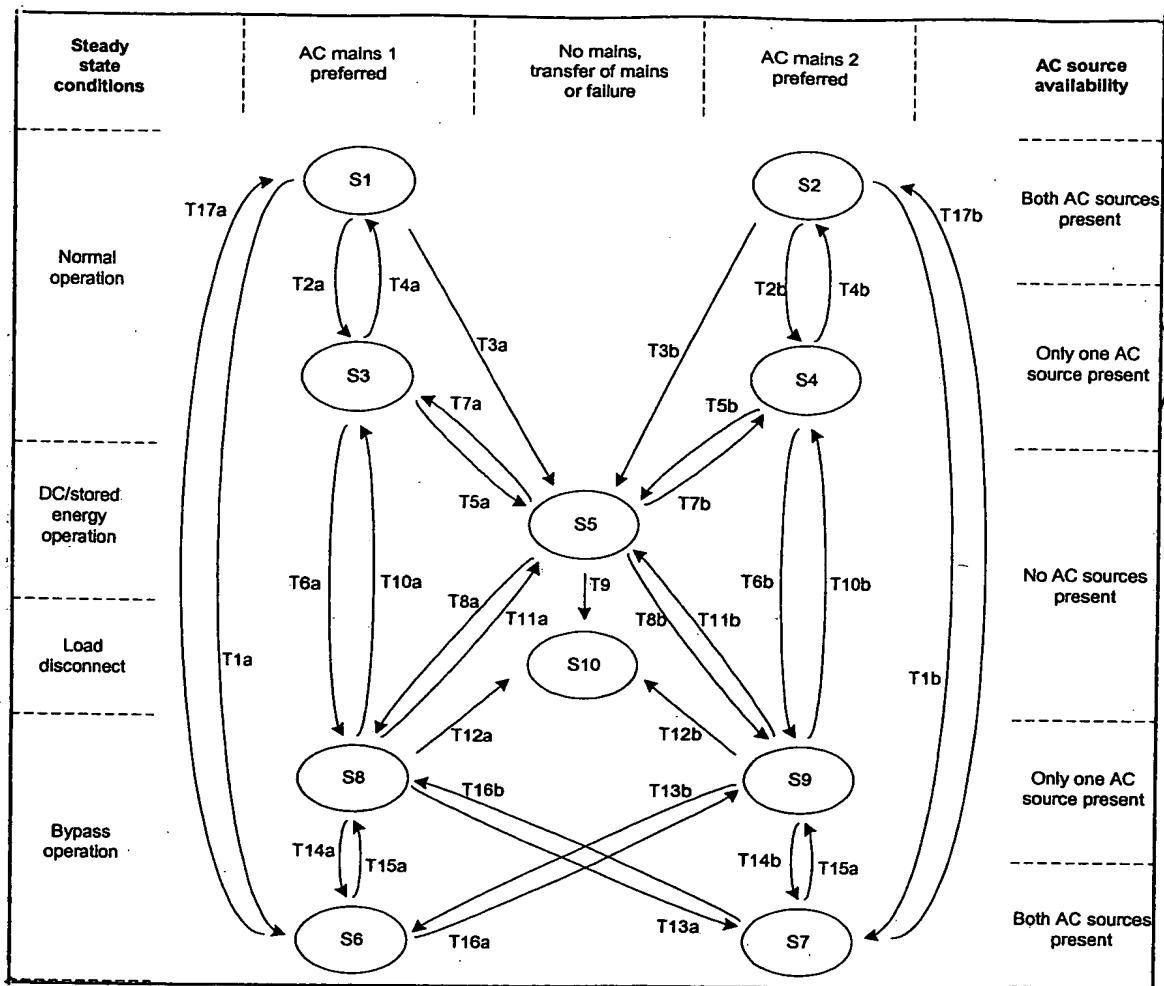 Steady
state
conditions
AC mains 1
preferred
No mains,
transfer of mains
or failure
AC mains 2
preferred
AC source
availability
S1
S2
T17a
T17b
Both AC sources
present
Normal
operation
T2a
T4a
T2b
T4b
T3a
T3b
Only one AC
source present
S3
S4
T7a
T5b
T5a
T7b
DC/stored
energy
operation
S5
T6a
T10a
T8a
T11a
T9
T8b
T11b
T6b
T10b
No AC sources
present
Load
disconnect
T1a
S10
T1b
T12a
T12b
S8
S9
T16b
T13b
Only one AC
source present
Bypass
operation
T14a
T15a
T14b
T15a
S6
S7
T16a
T13a
Both AC sources
present